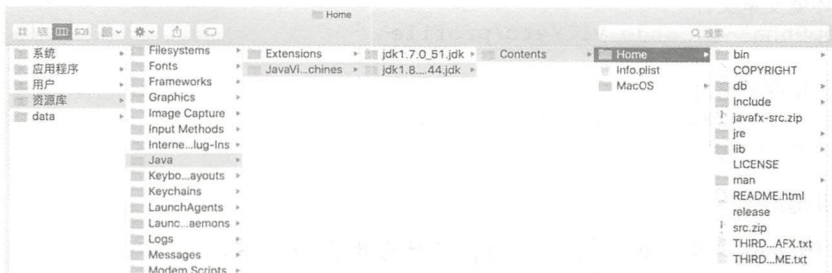 Home
搜索
系统
应用程序
用户
资源库
data
Filesystems
Fonts
Frameworks
Graphics
Image Capture
Input Methods
Interne...lug-Ins
Java
Keybo...ayouts
Keychains
LaunchAgents
Launc...aemons
Logs
Messages
Modem Scripts
Extensions
JavaVi...chines
jdk1.7.0_51.jdk
jdk1.8....44.jdk
Contents
Home
Info.plist
MacOS
bin
COPYRIGHT
db
include
javafx-src.zip
jre
lib
LICENSE
man
README.html
release
src.zip
THIRD...AFX.txt
THIRD...ME.txt